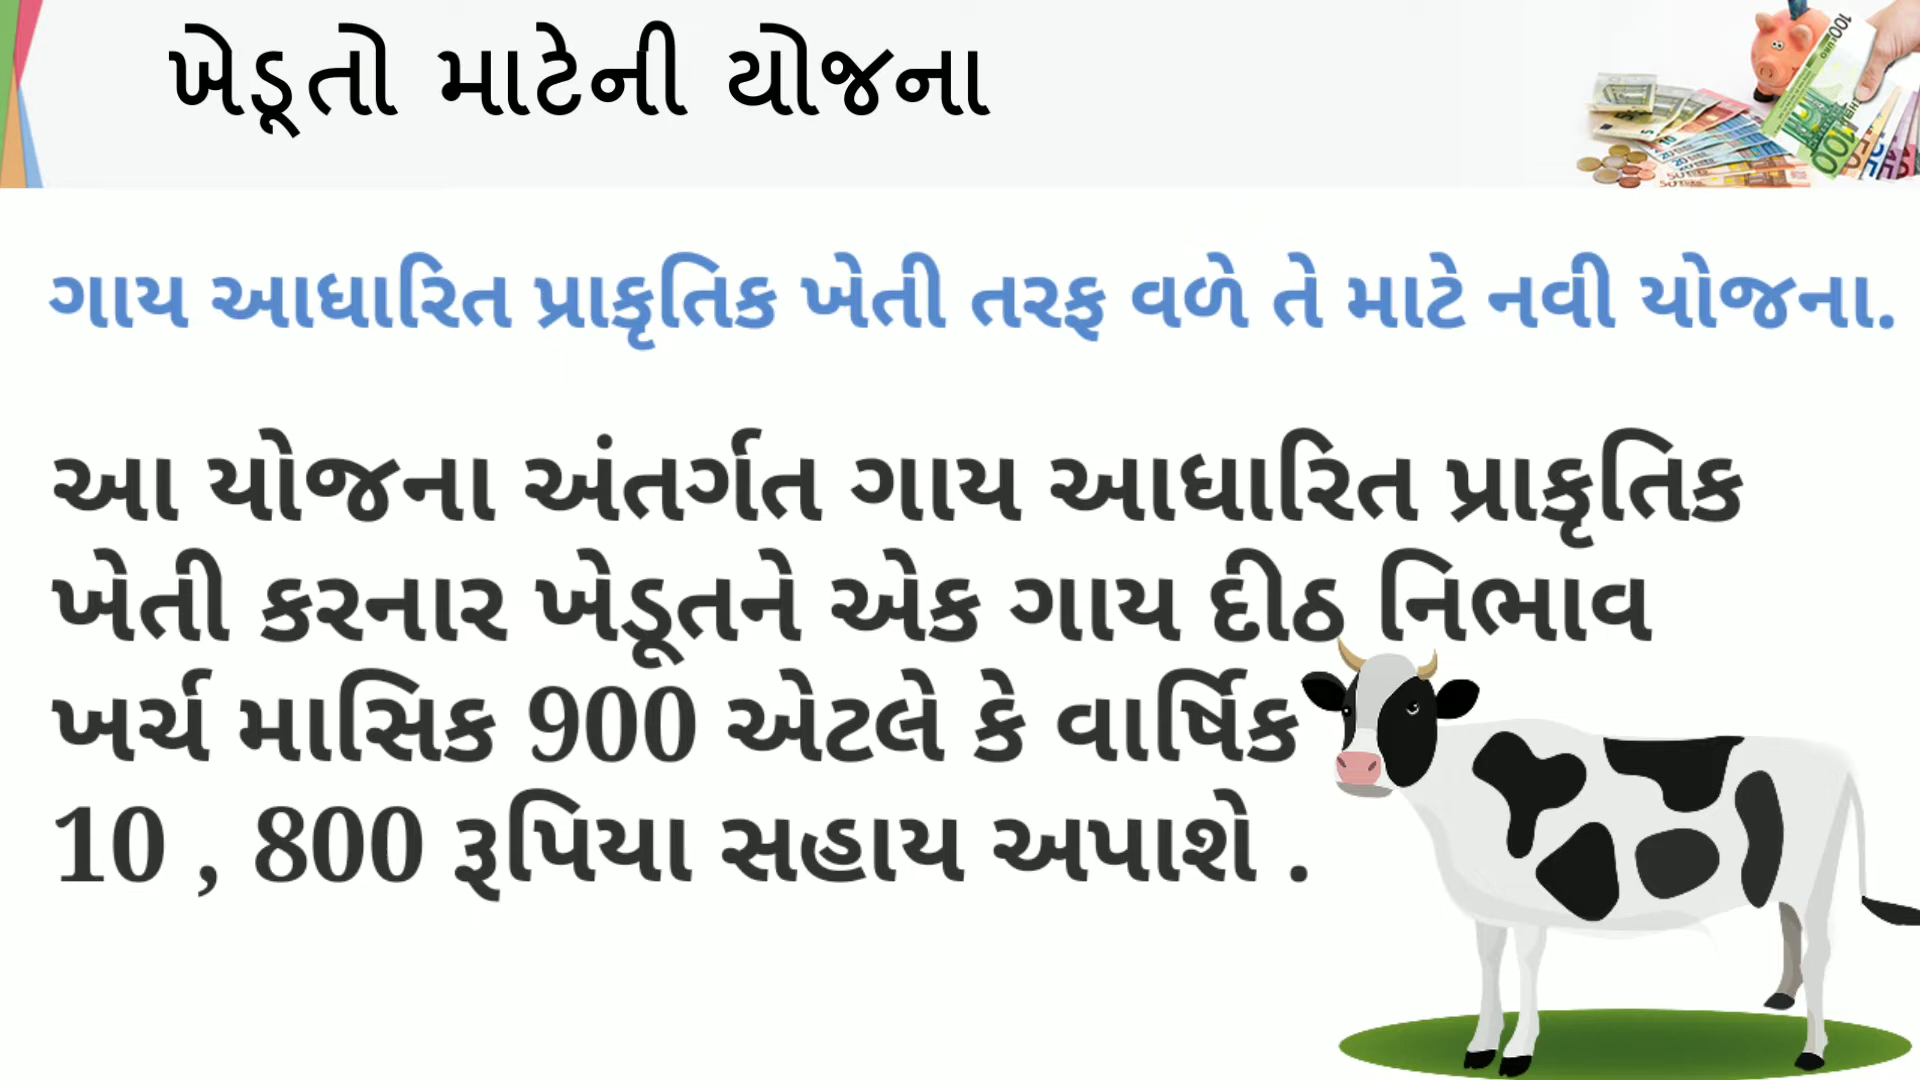 ખેડૂતો માટેની યોજના
ગાય આધારિત પ્રાકૃતિક ખેતી તરફ વળે તે માટે નવી યોજના.
આ યોજના અંતર્ગત ગાય આધારિત પ્રાકૃતિક
ખેતી કરનાર ખેડૂતને એક ગાય દીઠ નિભાવ
ખર્ચ માસિક 900 એટલે કે વાર્ષિક
10 , 800 રૂપિયા સહાય અપાશે .